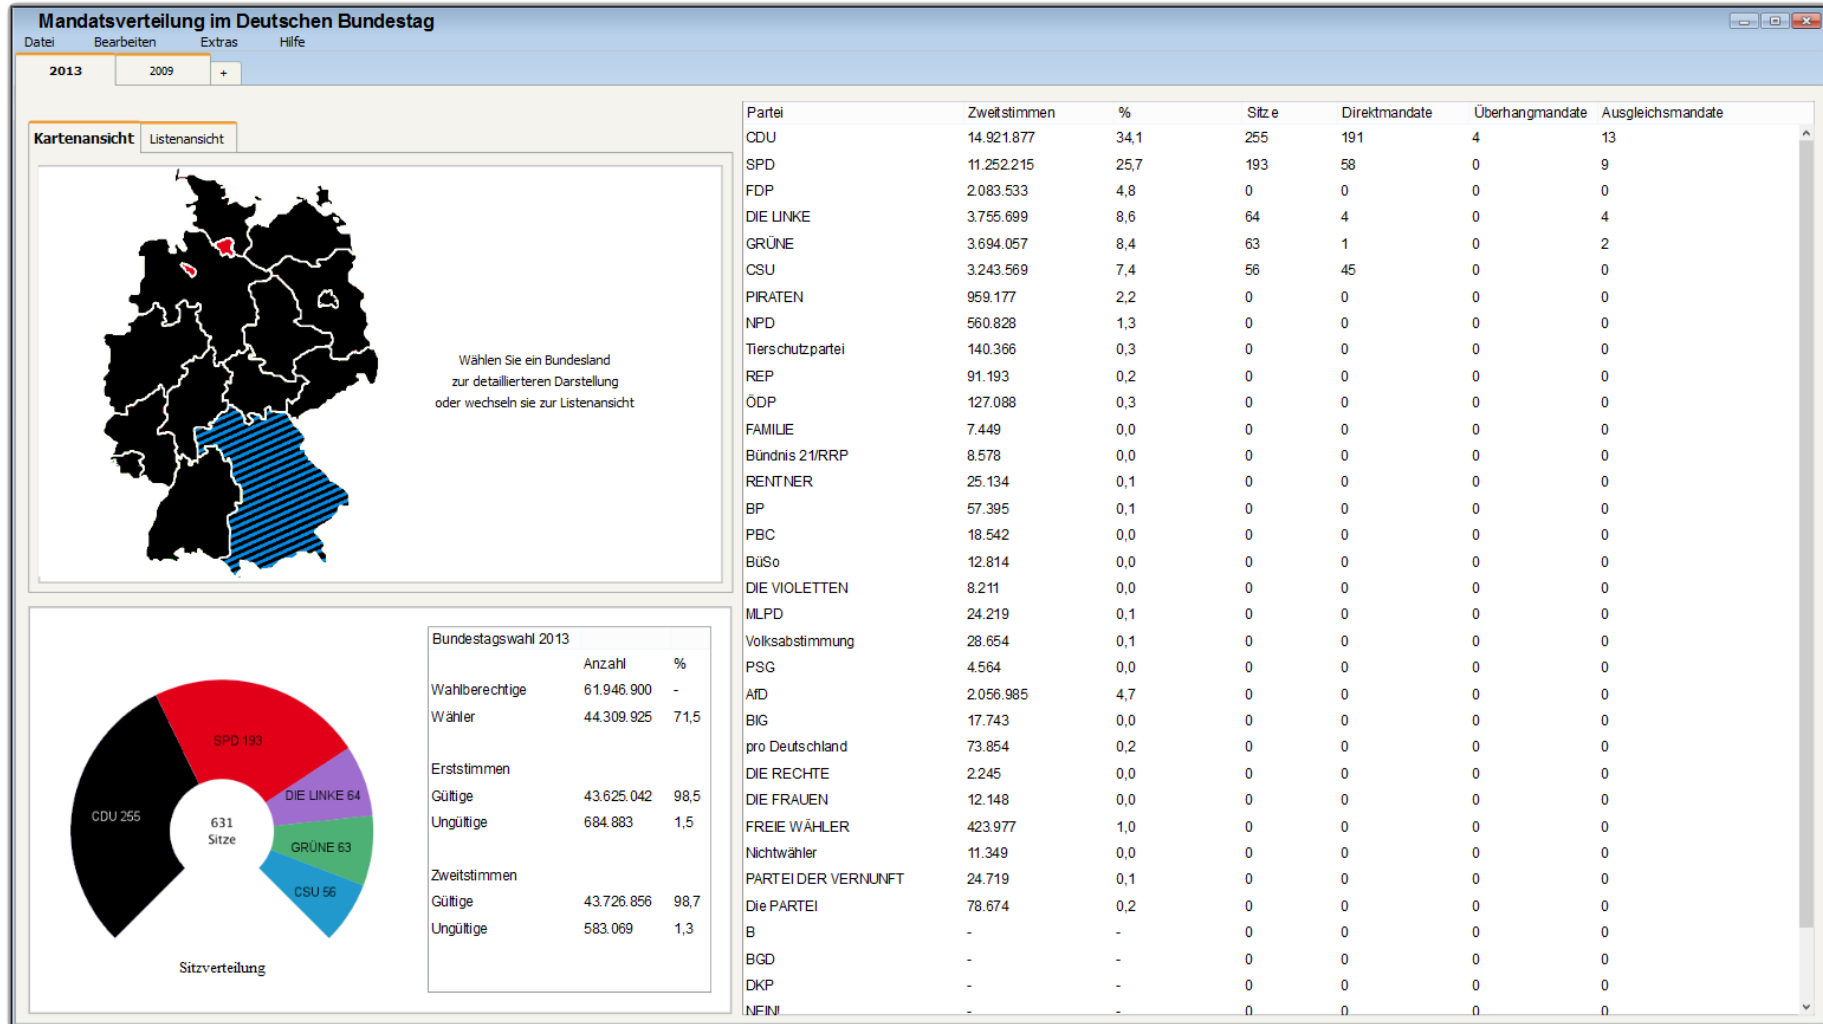 Mandatsverteilung im Deutschen Bundestag
Datei Bearbeiten Extras Hilfe
2013 2009 +
Kartenansicht Listenansicht
Wählen Sie ein Bundesland
zur detaillierteren Darstellung
oder wechseln sie zur Listenansicht
SPD 193
DIE LINKE 64
CDU 255
631
Sitze
GRÜNE 63
CSU 56
Sitzverteilung
Bundestagswahl 2013
Anzahl %
Wahlberechtige 61.946.900 -
Wähler 44.309.925 71,5
Erststimmen
Gültige 43.625.042 98,5
Ungültige 684.883 1,5
Zweitstimmen
Gültige 43.726.856 98,7
Ungültige 583.069 1,3
Partei Zweitstimmen % Sitze Direktmandate Überhangmandate Ausgleichsmandate
CDU 14.921.877 34,1 255 191 4 13
SPD 11.252.215 25,7 193 58 0 9
FDP 2.083.533 4,8 0 0 0 0
DIE LINKE 3.755.699 8,6 64 4 0 4
GRÜNE 3.694.057 8,4 63 1 0 2
CSU 3.243.569 7,4 56 45 0 0
PIRATEN 959.177 2,2 0 0 0 0
NPD 560.828 1,3 0 0 0 0
Tierschutzpartei 140.366 0,3 0 0 0 0
REP 91.193 0,2 0 0 0 0
ÖDP 127.088 0,3 0 0 0 0
FAMILIE 7.449 0,0 0 0 0 0
Bündnis 21/RRP 8.578 0,0 0 0 0 0
RENTNER 25.134 0,1 0 0 0 0
BP 57.395 0,1 0 0 0 0
PBC 18.542 0,0 0 0 0 0
BüSo 12.814 0,0 0 0 0 0
DIE VIOLETTEN 8.211 0,0 0 0 0 0
MLPD 24.219 0,1 0 0 0 0
Volksabstimmung 28.654 0,1 0 0 0 0
PSG 4.564 0,0 0 0 0 0
AfD 2.056.985 4,7 0 0 0 0
BIG 17.743 0,0 0 0 0 0
pro Deutschland 73.854 0,2 0 0 0 0
DIE RECHTE 2.245 0,0 0 0 0 0
DIE FRAUEN 12.148 0,0 0 0 0 0
FREIE WÄHLER 423.977 1,0 0 0 0 0
Nichtwähler 11.349 0,0 0 0 0 0
PARTEI DER VERNUNFT 24.719 0,1 0 0 0 0
Die PARTEI 78.674 0,2 0 0 0 0
B - - 0 0 0 0
BGD - - 0 0 0 0
DKP - - 0 0 0 0
NEIN! - - 0 0 0 0